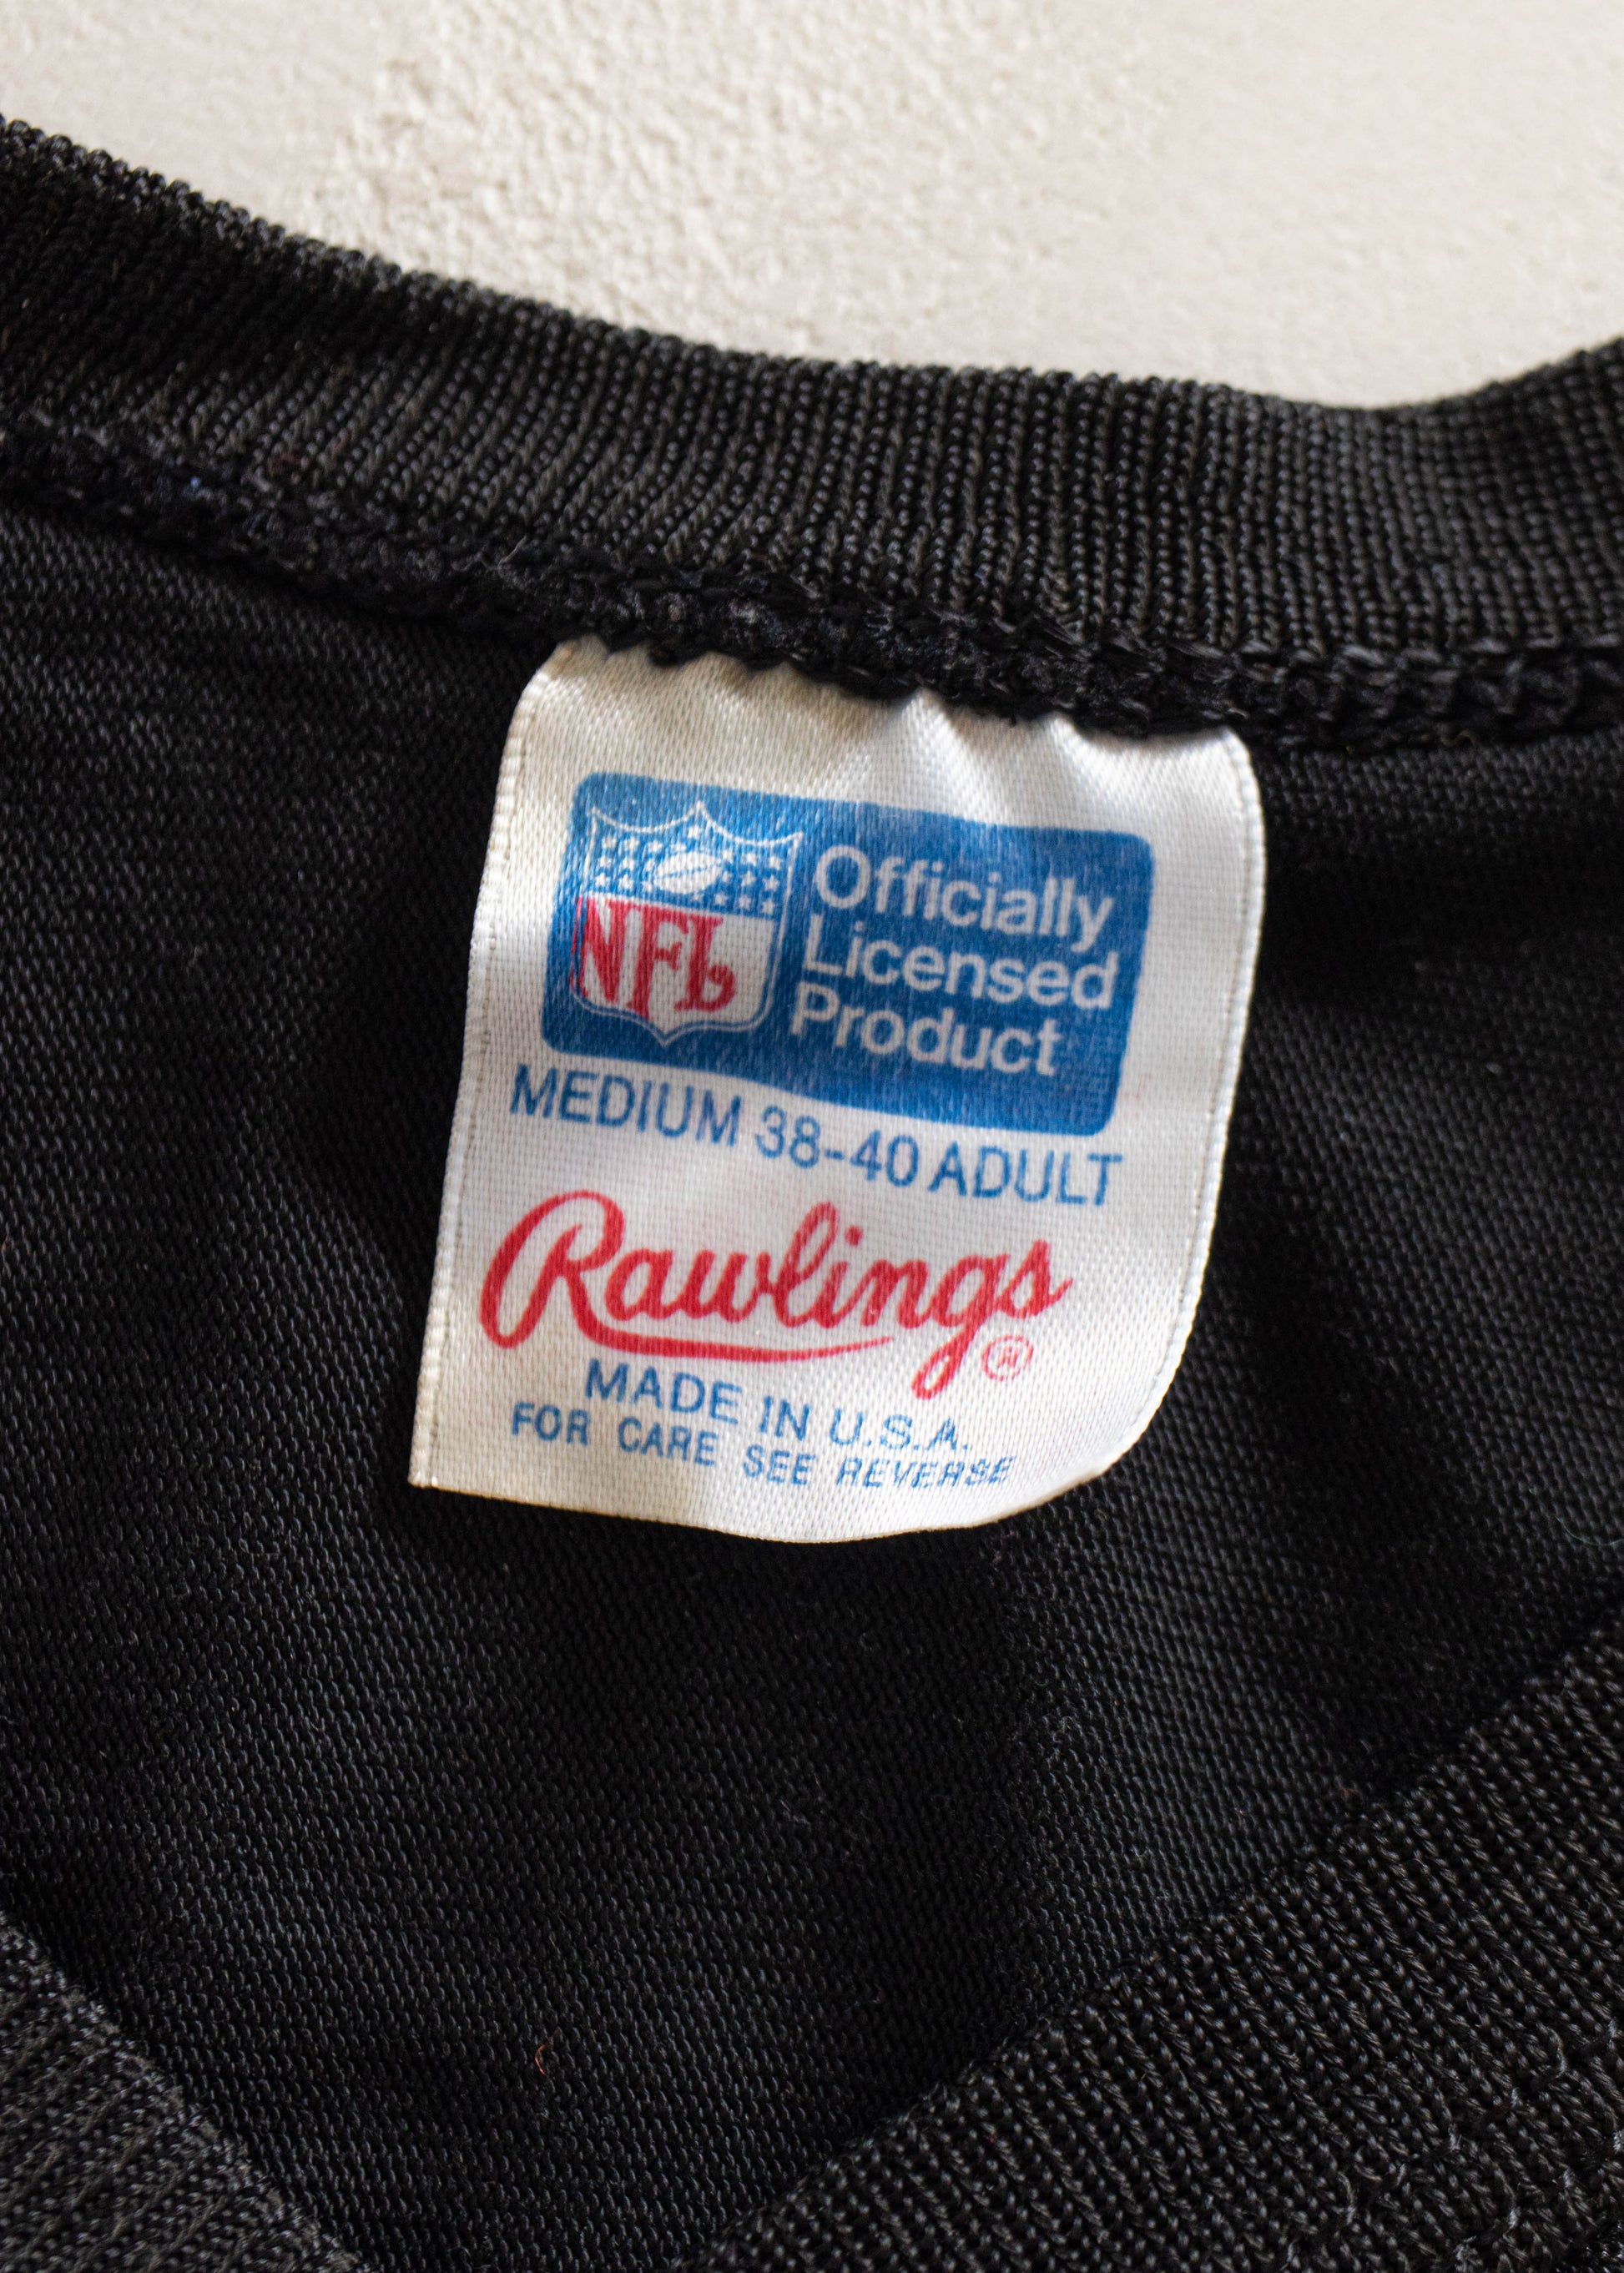 NFL
Officially
Licensed
Product
MEDIUM 38-40 ADULT
Rawlings®
MADE IN U.S.A.
FOR CARE SEE REVERSE